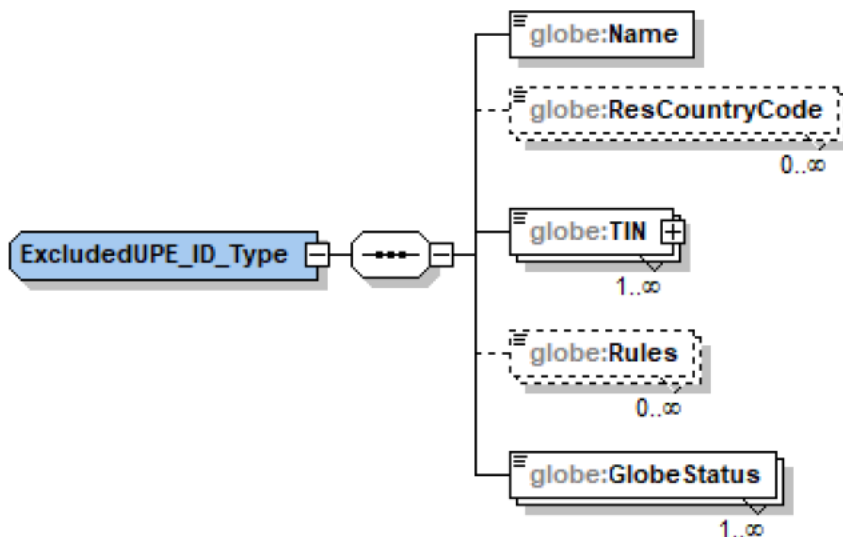 globe:Name
globe:ResCountryCode
0..∞
globe:TIN
1..∞
ExcludedUPE_ID_Type
globe:Rules
0..∞
globe:GlobeStatus
1..∞